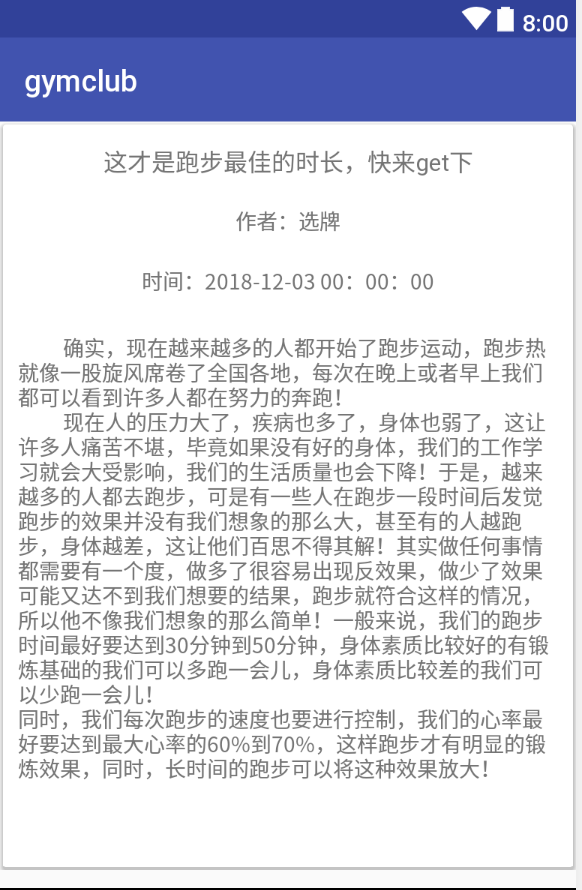 8:00
gymclub
这才是跑步最佳的时长，快来get下
作者：选牌
时间：2018-12-03 00：00：00
确实，现在越来越多的人都开始了跑步运动，跑步热
就像一股旋风席卷了全国各地，每次在晚上或者早上我们
都可以看到许多人都在努力的奔跑！
现在人的压力大了，疾病也多了，身体也弱了，这让
许多人痛苦不堪，毕竟如果没有好的身体，我们的工作学
习就会大受影响，我们的生活质量也会下降！于是，越来
越多的人都去跑步，可是有一些人在跑步一段时间后发觉
跑步的效果并没有我们想象的那么大，甚至有的人越跑
步，身体越差，这让他们百思不得其解！其实做任何事情
都需要有一个度，做多了很容易出现反效果，做少了效果
可能又达不到我们想要的结果，跑步就符合这样的情况，
所以他不像我们想象的那么简单！一般来说，我们的跑步
时间最好要达到30分钟到50分钟，身体素质比较好的有锻
炼基础的我们可以多跑一会儿，身体素质比较差的我们可
以少跑一会儿！
同时，我们每次跑步的速度也要进行控制，我们的心率最
好要达到最大心率的60%到70%，这样跑步才有明显的锻
炼效果，同时，长时间的跑步可以将这种效果放大！